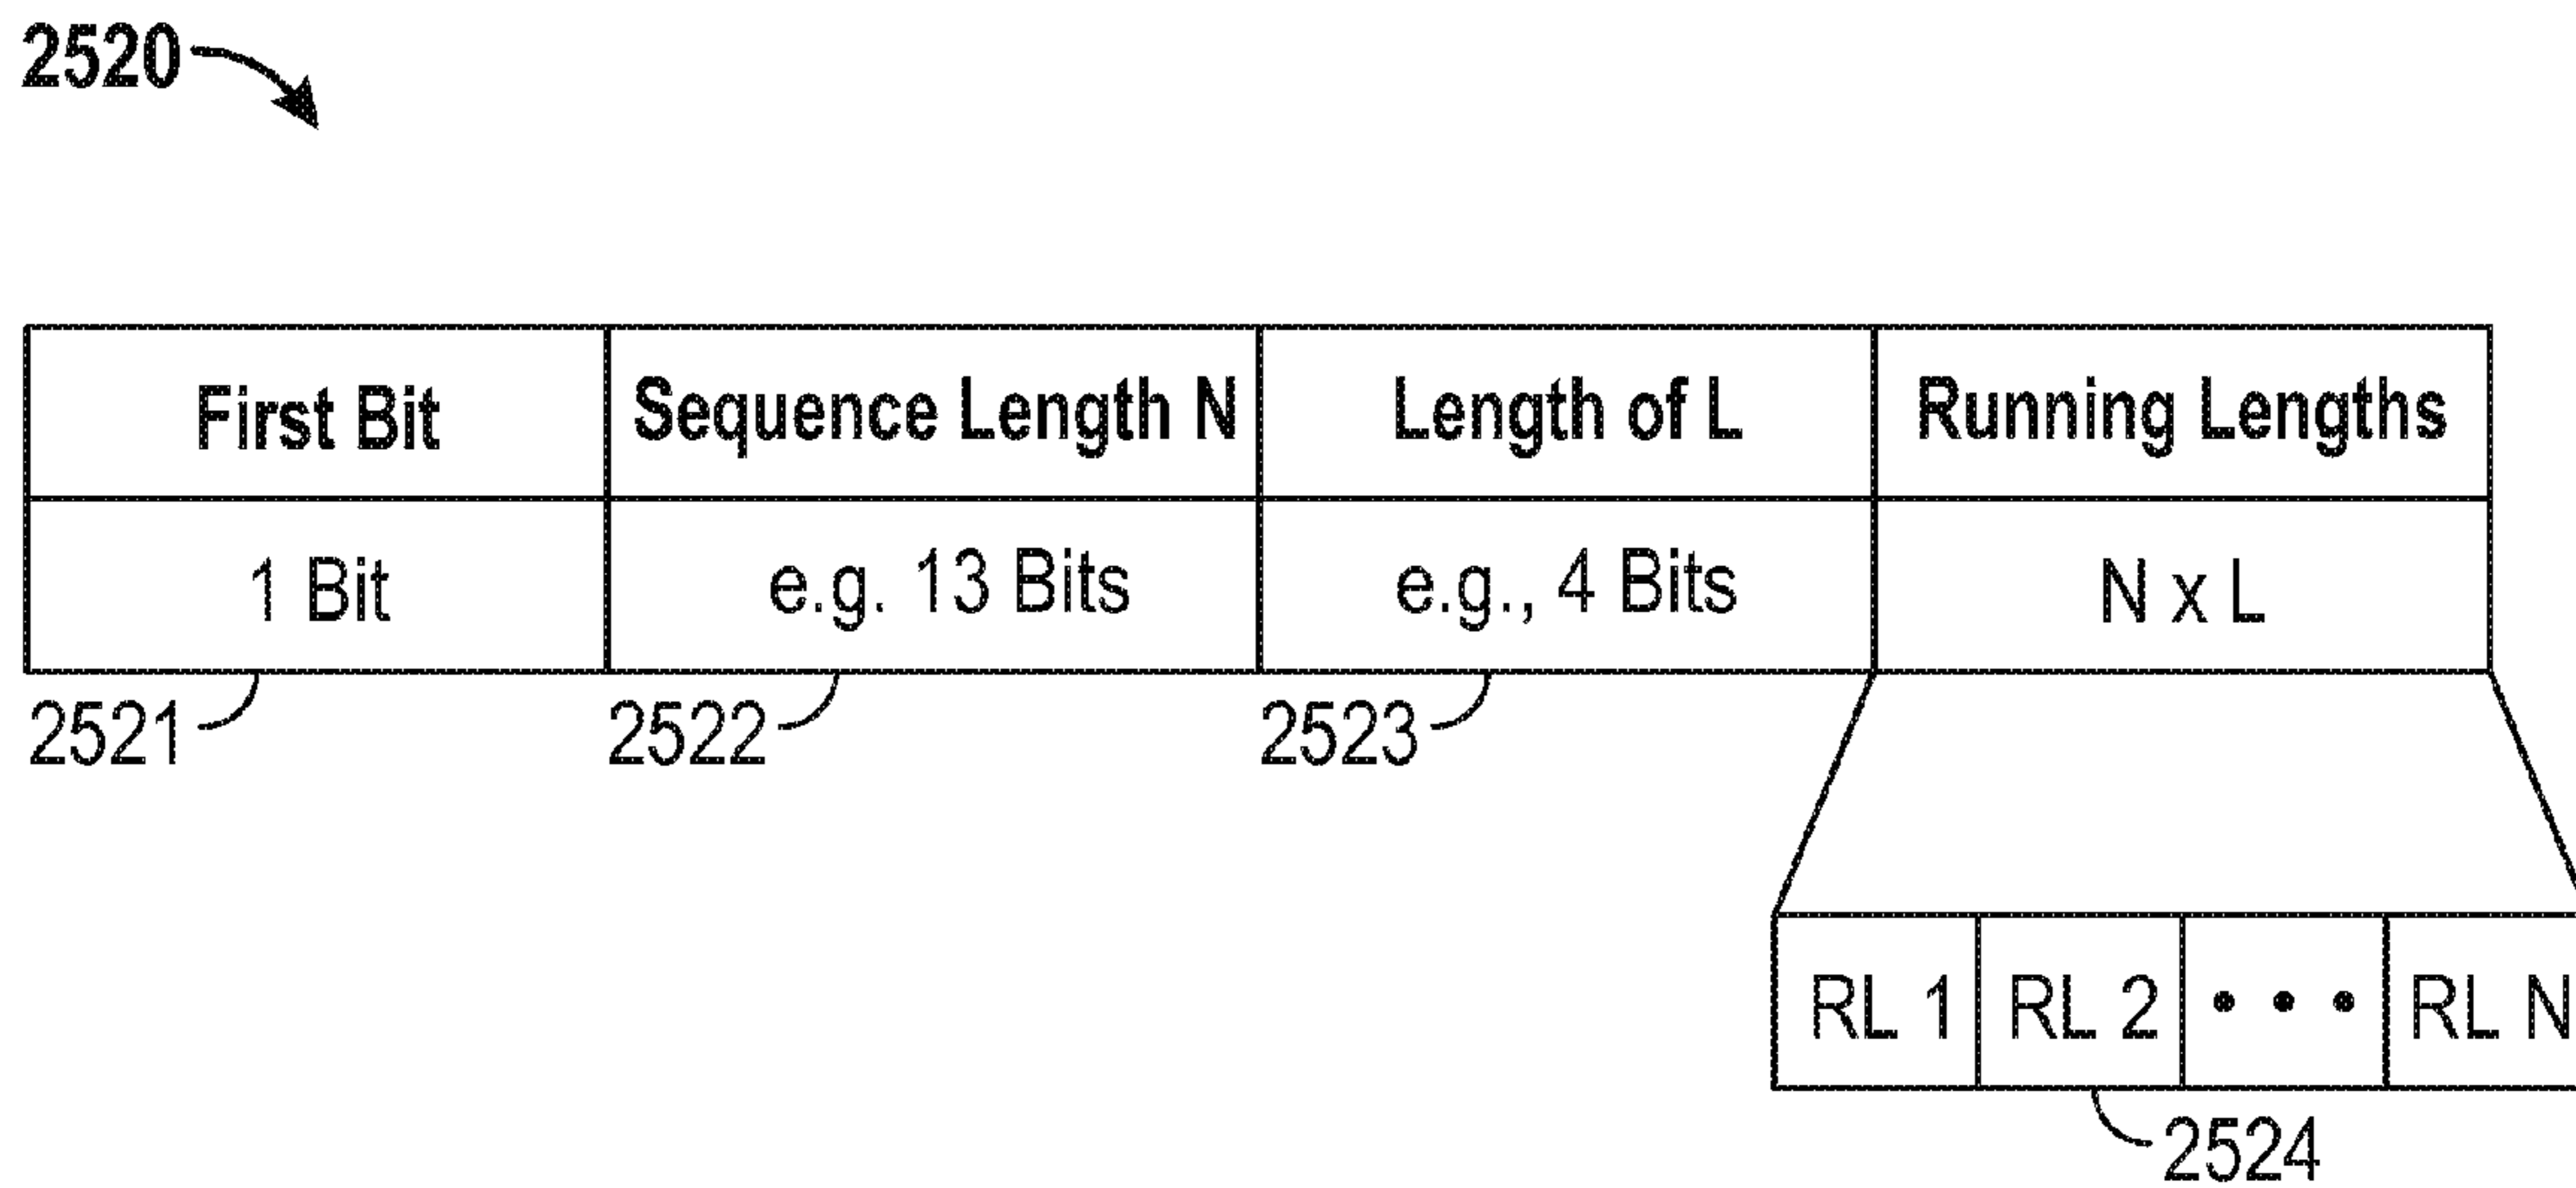 2520
First Bit Sequence Length N Length of L Running Lengths
1 Bit e.g. 13 Bits e.g., 4 Bits N x L
2521 2522 2523
RL 1 RL 2 • • • RL N
2524